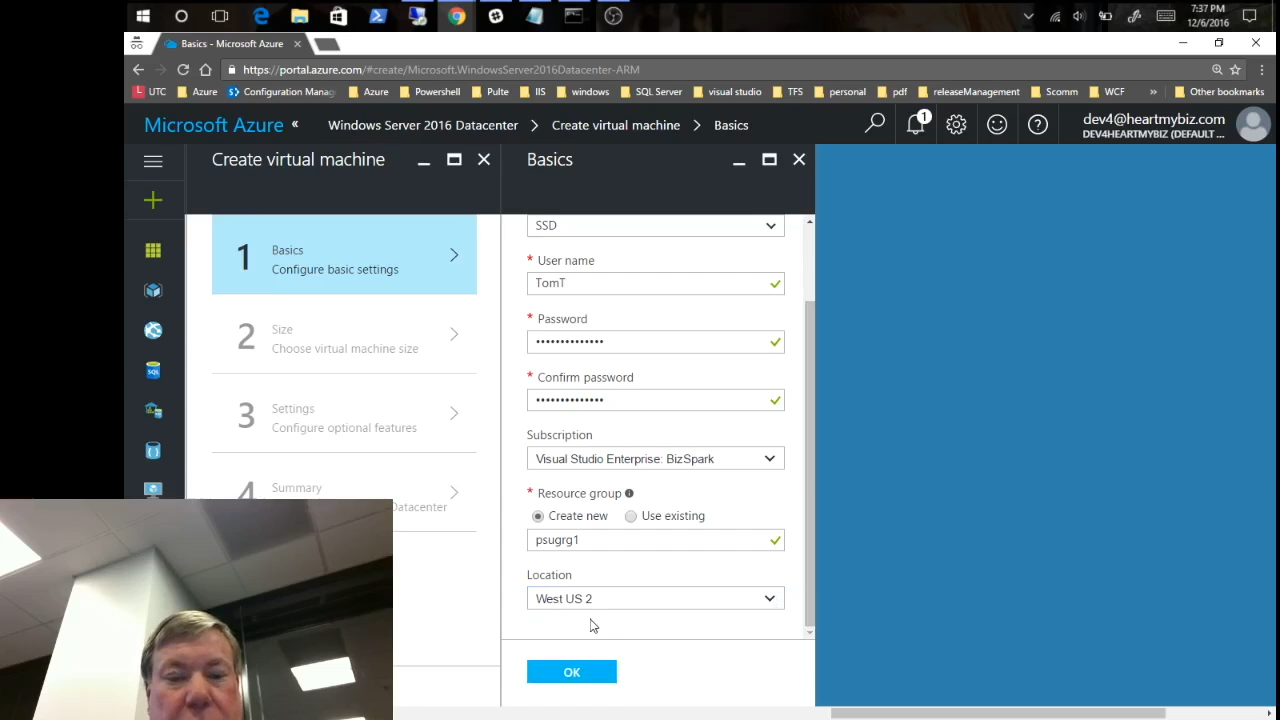 7:37 PM
12/6/2016
Basics - Microsoft Azure
https://portal.azure.com/#create/Microsoft.WindowsServer2016Datacenter-ARM
UTC Azure Configuration Mana Azure Powershell Pulte IIS windows SQL Server visual studio TFS personal pdf releaseManagement Scomm WCF » Other bookmarks
Microsoft Azure « Windows Server 2016 Datacenter > Create virtual machine > Basics
1
dev4@heartmybiz.com
DEV4HEARTMYBIZ (DEFAULT ...
Create virtual machine
1 Basics
Configure basic settings
2 Size
Choose virtual machine size
3 Settings
Configure optional features
4 Summary
Datacenter
Basics
SSD
* User name
TomT
* Password
••••••••••••••
* Confirm password
••••••••••••••
Subscription
Visual Studio Enterprise: BizSpark
* Resource group
Create new Use existing
psugrg1
Location
West US 2
OK